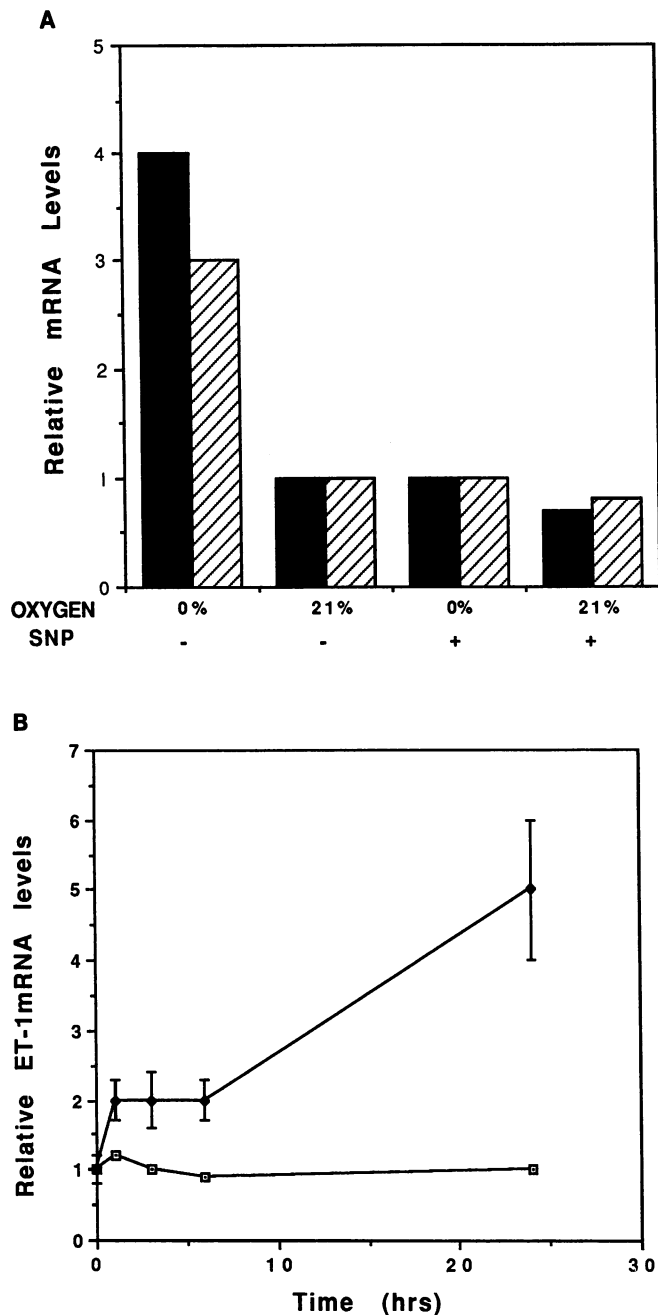 A
5
4
3
2
1
0
Relative mRNA Levels
OXYGEN 0% 21% 0% 21%
SNP - - + +
B
7
6
5
4
3
2
1
0
Relative ET-1mRNA levels
0 10 20 30
Time (hrs)